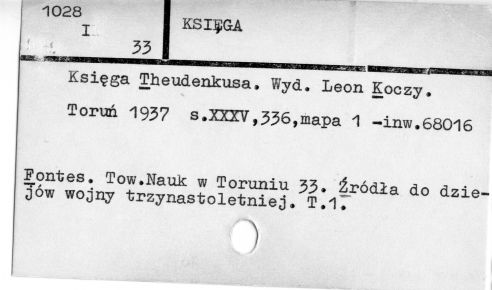 1028
I
33
KSIĘGA
Księga Theudenkusa. Wyd. Leon Koczy.
Toruń 1937 s.XXXV,336,mapa 1 -inw.68016
Fontes. Tow.Nauk w Toruniu 33. Źródła do dzie-
jów wojny trzynastoletniej. T.1.